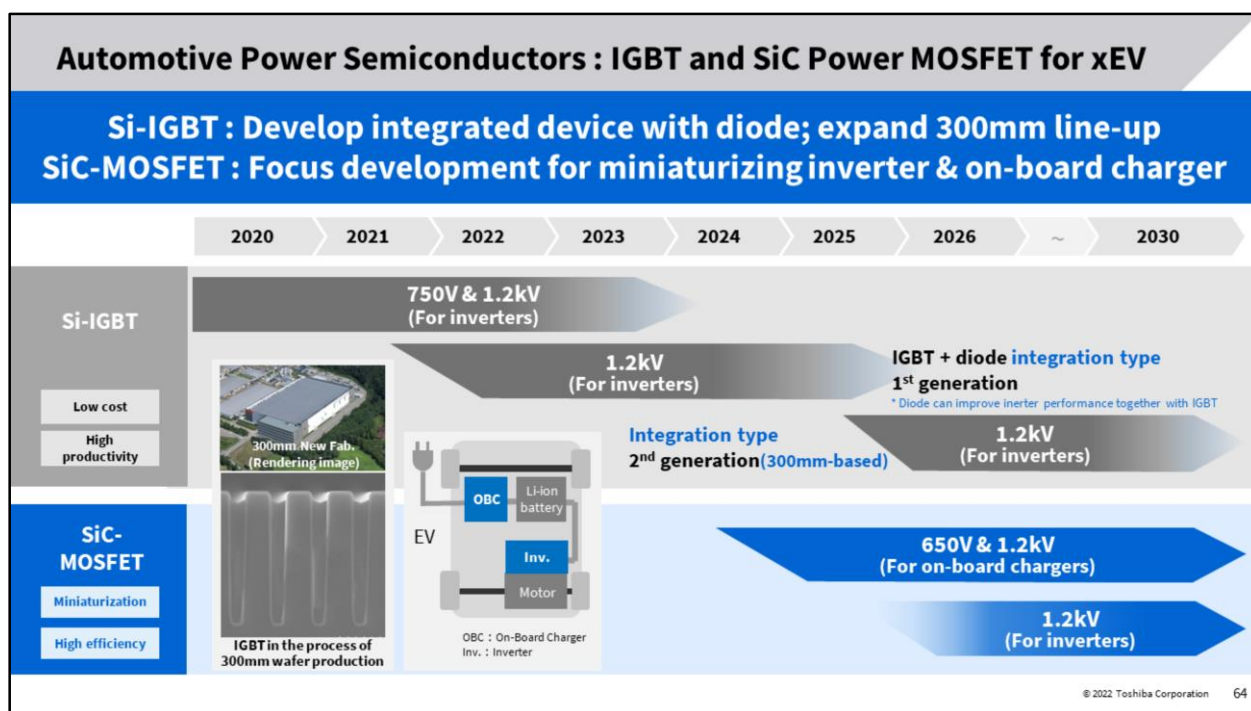 Automotive Power Semiconductors : IGBT and SiC Power MOSFET for xEV
Si-IGBT : Develop integrated device with diode; expand 300mm line-up
SiC-MOSFET : Focus development for miniaturizing inverter & on-board charger
2020 2021 2022 2023 2024 2025 2026 ~ 2030
Si-IGBT
Low cost
High
productivity
750V & 1.2kV
(For inverters)
1.2kV
(For inverters)
IGBT + diode integration type
1st generation
* Diode can improve inerter performance together with IGBT
Integration type
2nd generation(300mm-based)
1.2kV
(For inverters)
300mm New Fab.
(Rendering image)
IGBT in the process of
300mm wafer production
EV
OBC
Li-ion
battery
Inv.
Motor
OBC : On-Board Charger
Inv. : Inverter
SiC-
MOSFET
Miniaturization
High efficiency
650V & 1.2kV
(For on-board chargers)
1.2kV
(For inverters)
© 2022 Toshiba Corporation 64